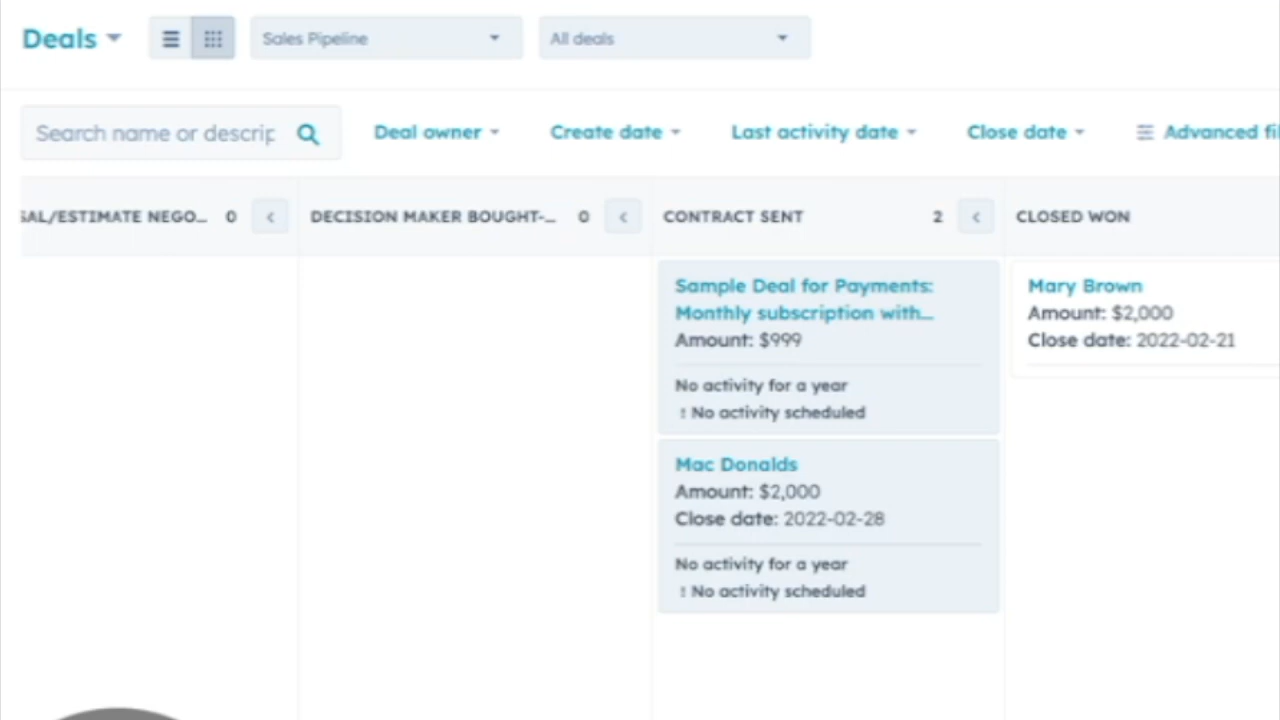 Deals
Sales Pipeline
All deals
Search name or descrip
Deal owner
Create date
Last activity date
Close date
Advanced fi
SAL/ESTIMATE NEGO... 0
DECISION MAKER BOUGHT-... 0
CONTRACT SENT 2
CLOSED WON
Sample Deal for Payments:
Monthly subscription with...
Amount: $999
No activity for a year
! No activity scheduled
Mac Donalds
Amount: $2,000
Close date: 2022-02-28
No activity for a year
! No activity scheduled
Mary Brown
Amount: $2,000
Close date: 2022-02-21